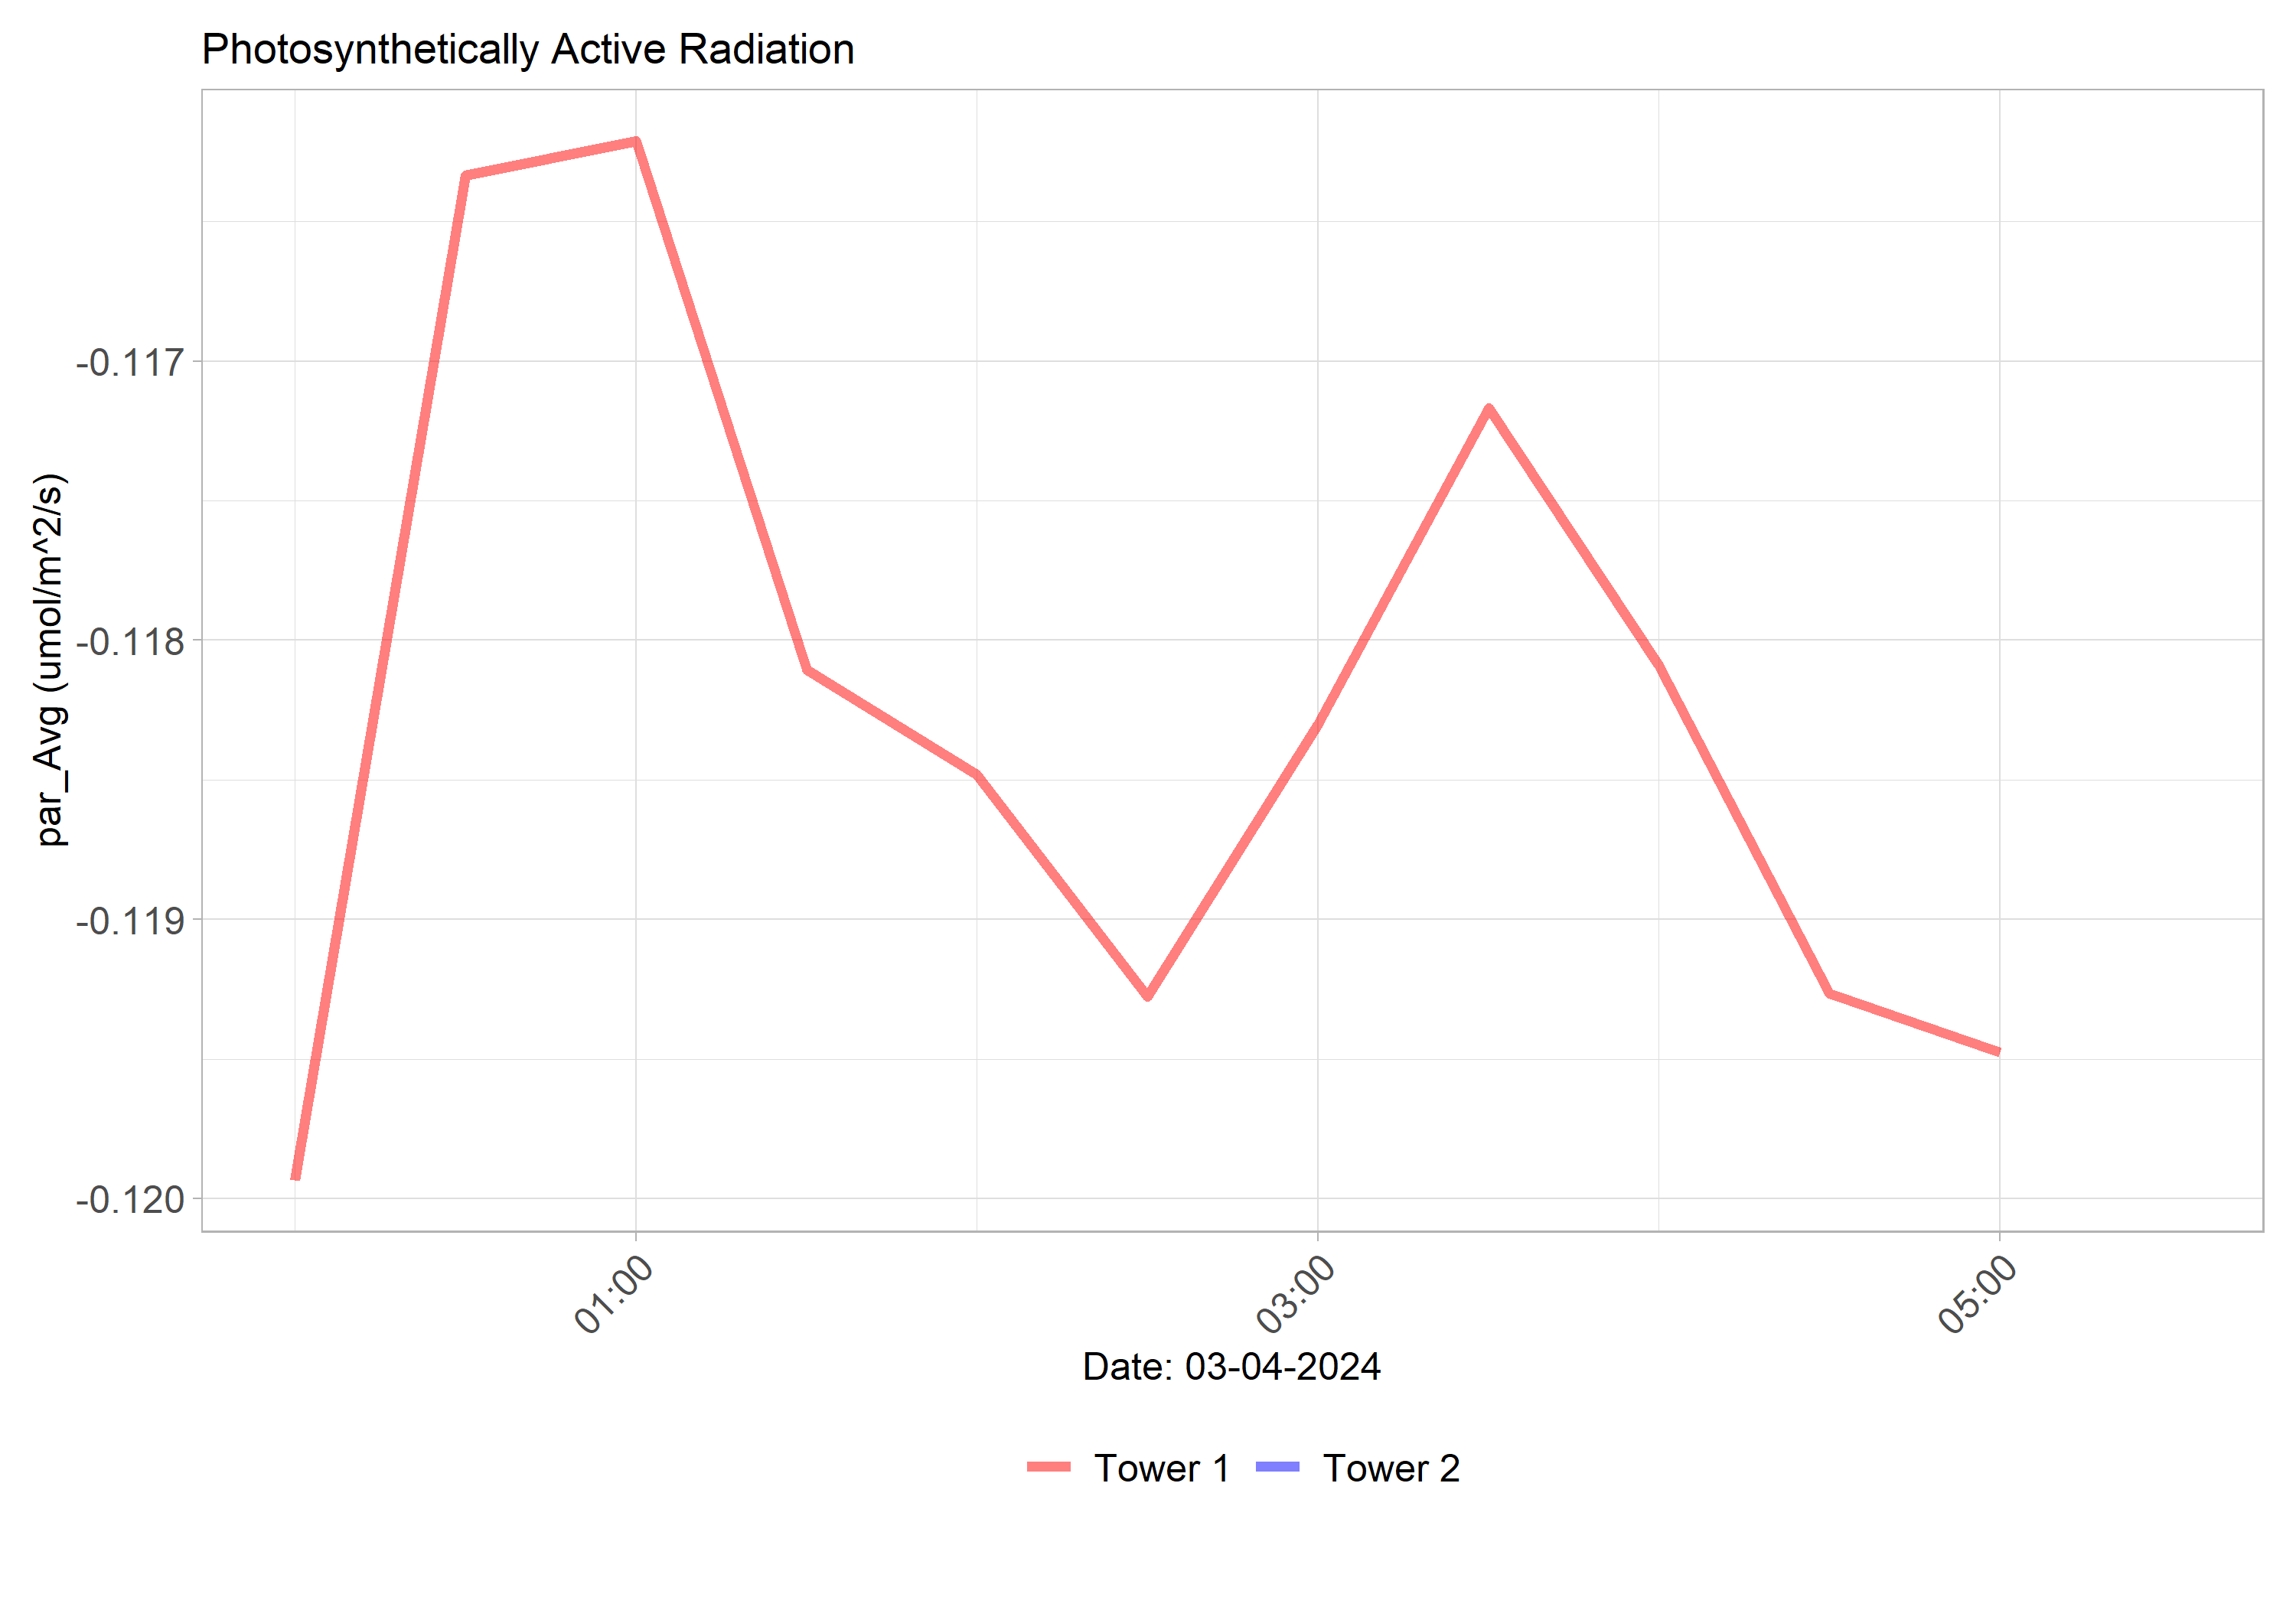 Photosynthetically Active Radiation
par_Avg (umol/m^2/s)
-0.117
-0.118
-0.119
-0.120
01:00
03:00
05:00
Date: 03-04-2024
Tower 1
Tower 2